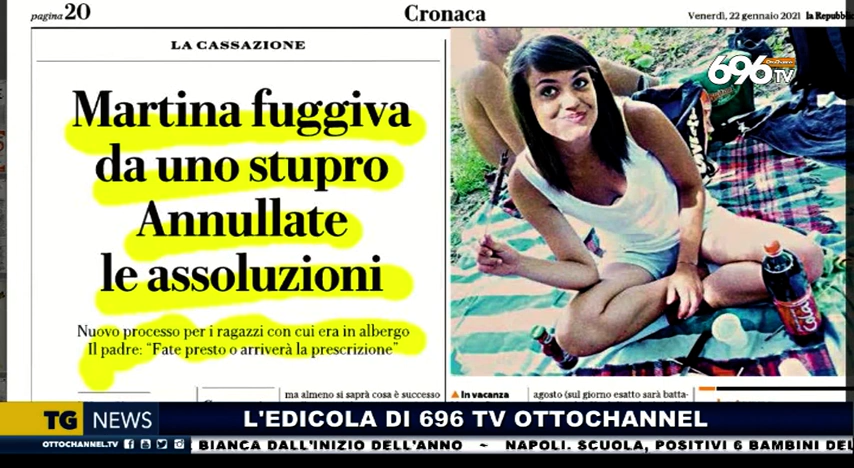 pagina 20
Cronaca
Venerdì, 22 gennaio 2021 la Repubblic
LA CASSAZIONE
696 TV
Martina fuggiva
da uno stupro
Annullate
le assoluzioni
Nuovo processo per i ragazzi con cui era in albergo
Il padre: “Fate presto o arriverà la prescrizione”
ma almeno si saprà cosa è successo
▲ In vacanza
agosto (sul giorno esatto sarà batta-
TG NEWS
L'EDICOLA DI 696 TV OTTOCHANNEL
OTTOCHANNEL.TV
BIANCA DALL'INIZIO DELL'ANNO ~ NAPOLI. SCUOLA, POSITIVI 6 BAMBINI DEL